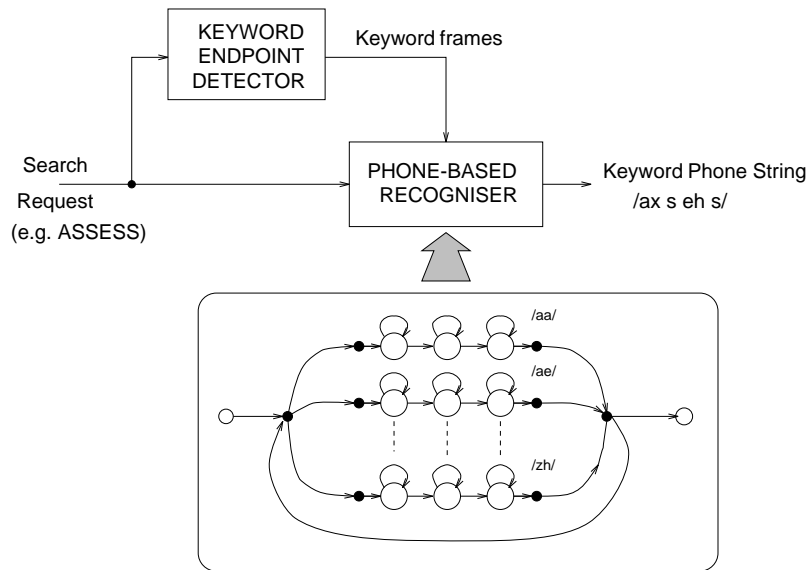 KEYWORD
ENDPOINT
DETECTOR
Keyword frames
Search
Request
(e.g. ASSESS)
PHONE-BASED
RECOGNISER
Keyword Phone String
/ax s eh s/
/aa/
/ae/
/zh/